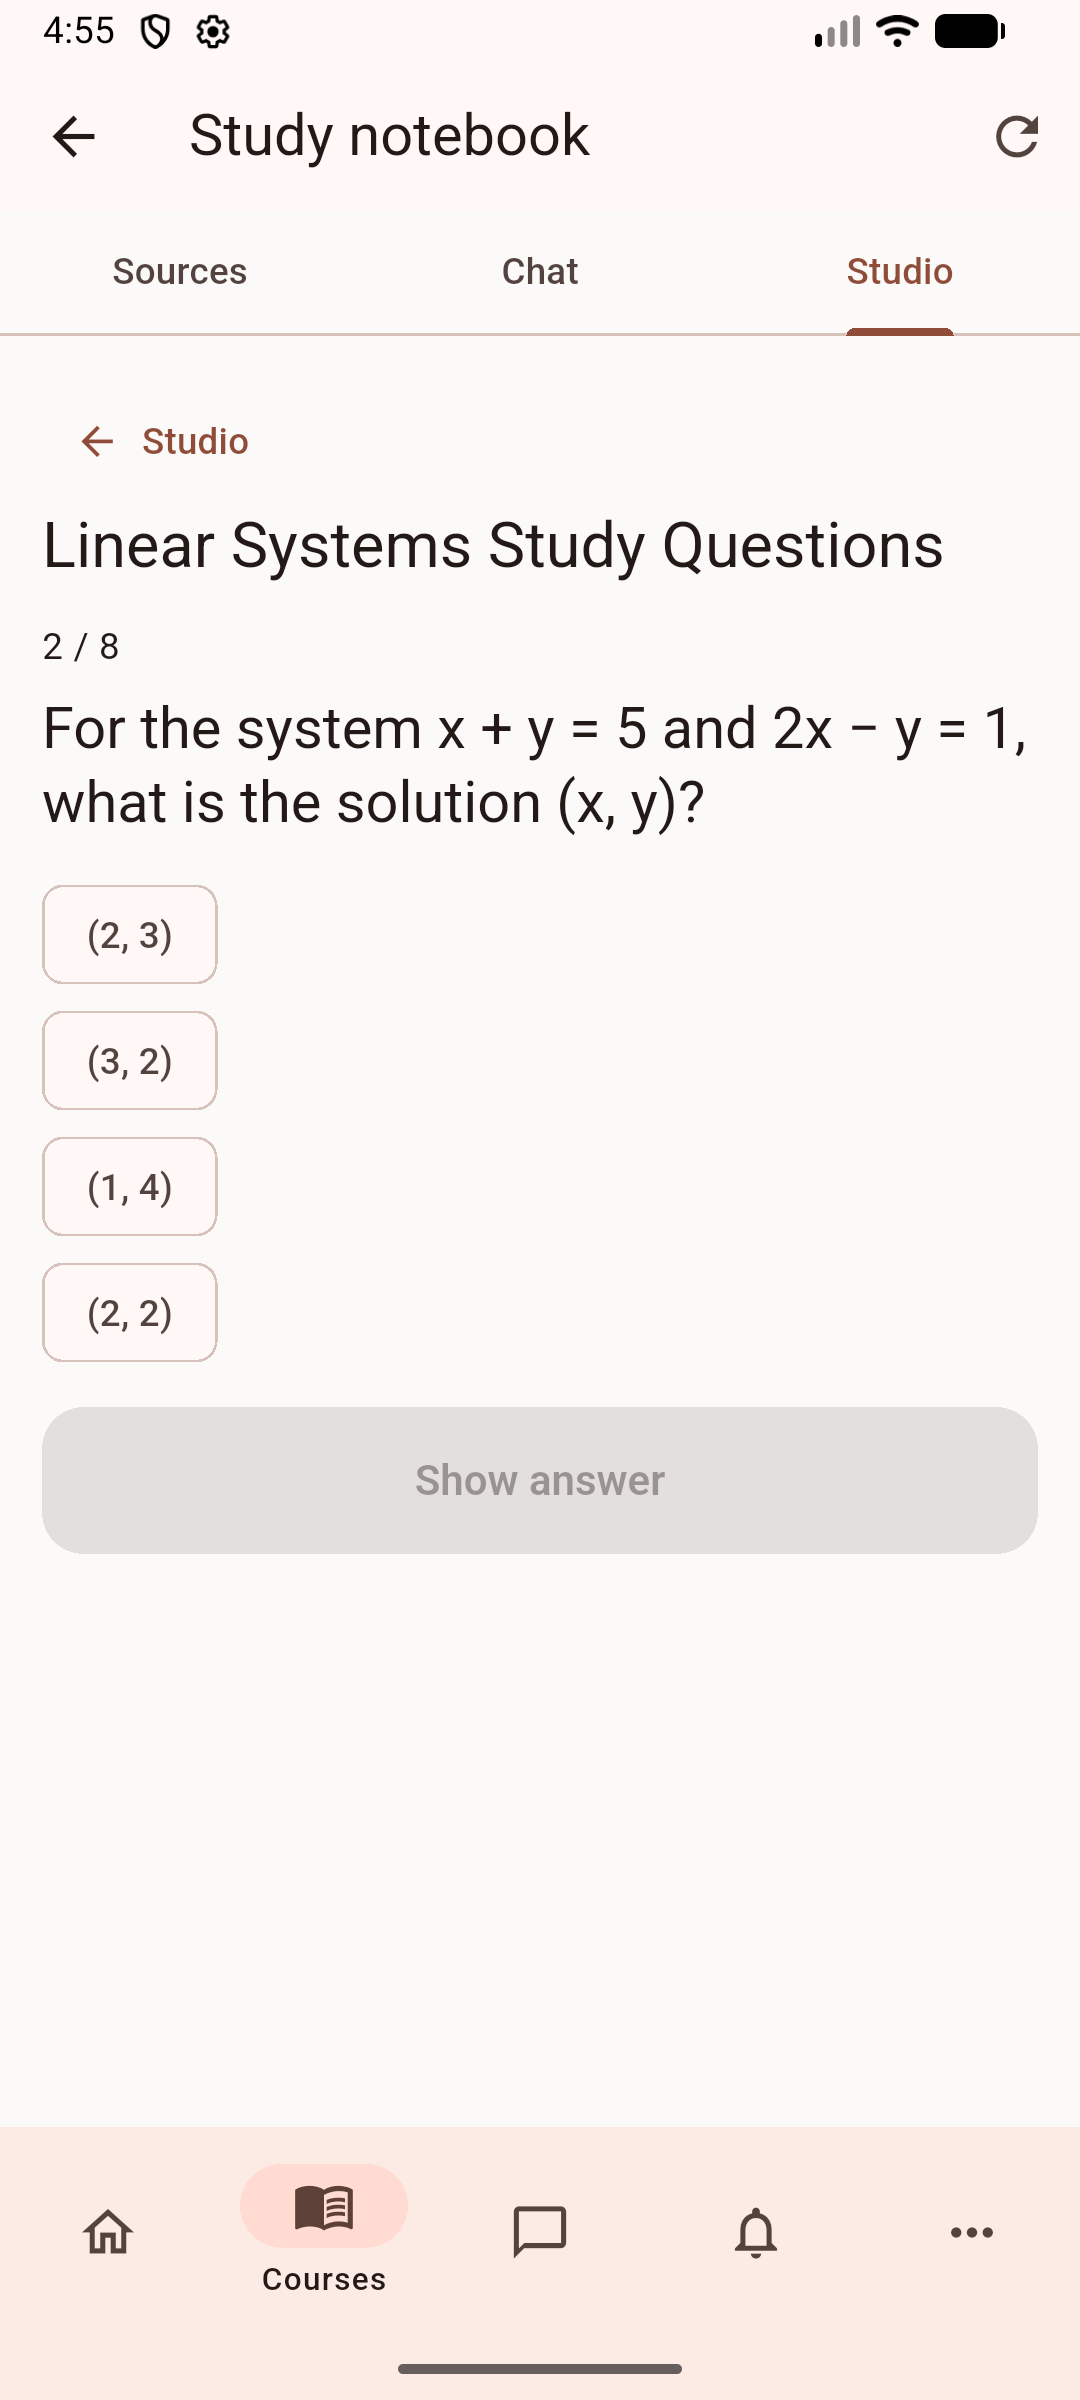 4:55
Study notebook
Sources
Chat
Studio
Studio
Linear Systems Study Questions
2 / 8
For the system x + y = 5 and 2x − y = 1,
what is the solution (x, y)?
(2, 3)
(3, 2)
(1, 4)
(2, 2)
Show answer
Courses